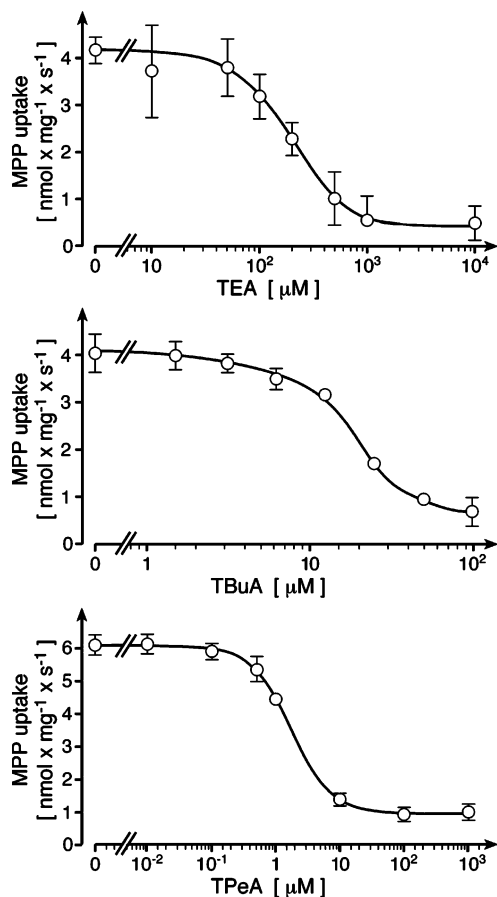 MPP uptake
[ nmol x mg⁻¹ x s⁻¹ ]
4
3
2
1
0
0 10 10² 10³ 10⁴
TEA [ µM ]
MPP uptake
[ nmol x mg⁻¹ x s⁻¹ ]
4
3
2
1
0
0 1 10 10²
TBuA [ µM ]
MPP uptake
[ nmol x mg⁻¹ x s⁻¹ ]
6
5
4
3
2
1
0
0 10⁻² 10⁻¹ 1 10 10² 10³
TPeA [ µM ]